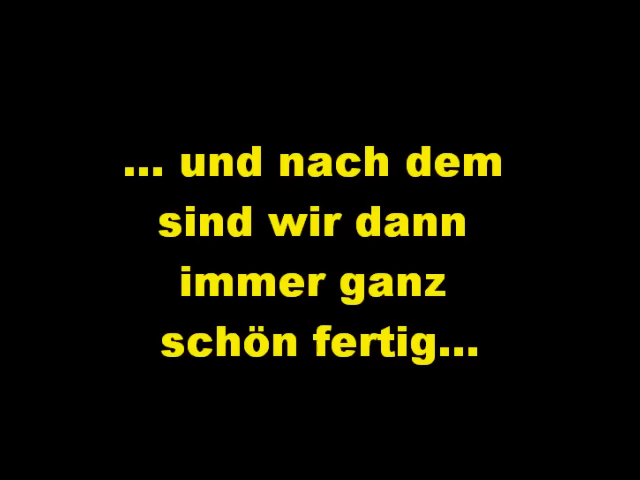 ... und nach dem
sind wir dann
immer ganz
schön fertig...